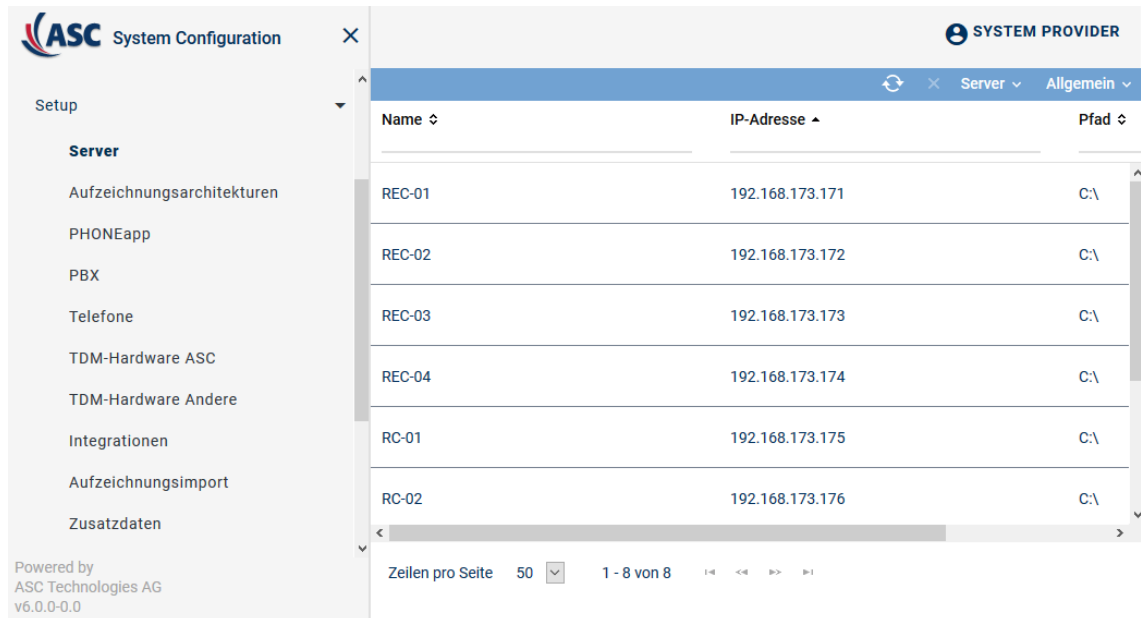 ASC System Configuration
SYSTEM PROVIDER
Setup
Server
Aufzeichnungsarchitekturen
PHONEapp
PBX
Telefone
TDM-Hardware ASC
TDM-Hardware Andere
Integrationen
Aufzeichnungsimport
Zusatzdaten
Powered by
ASC Technologies AG
v6.0.0-0.0
Server Allgemein
Name IP-Adresse Pfad
REC-01 192.168.173.171 C:\
REC-02 192.168.173.172 C:\
REC-03 192.168.173.173 C:\
REC-04 192.168.173.174 C:\
RC-01 192.168.173.175 C:\
RC-02 192.168.173.176 C:\
Zeilen pro Seite 50 1 - 8 von 8